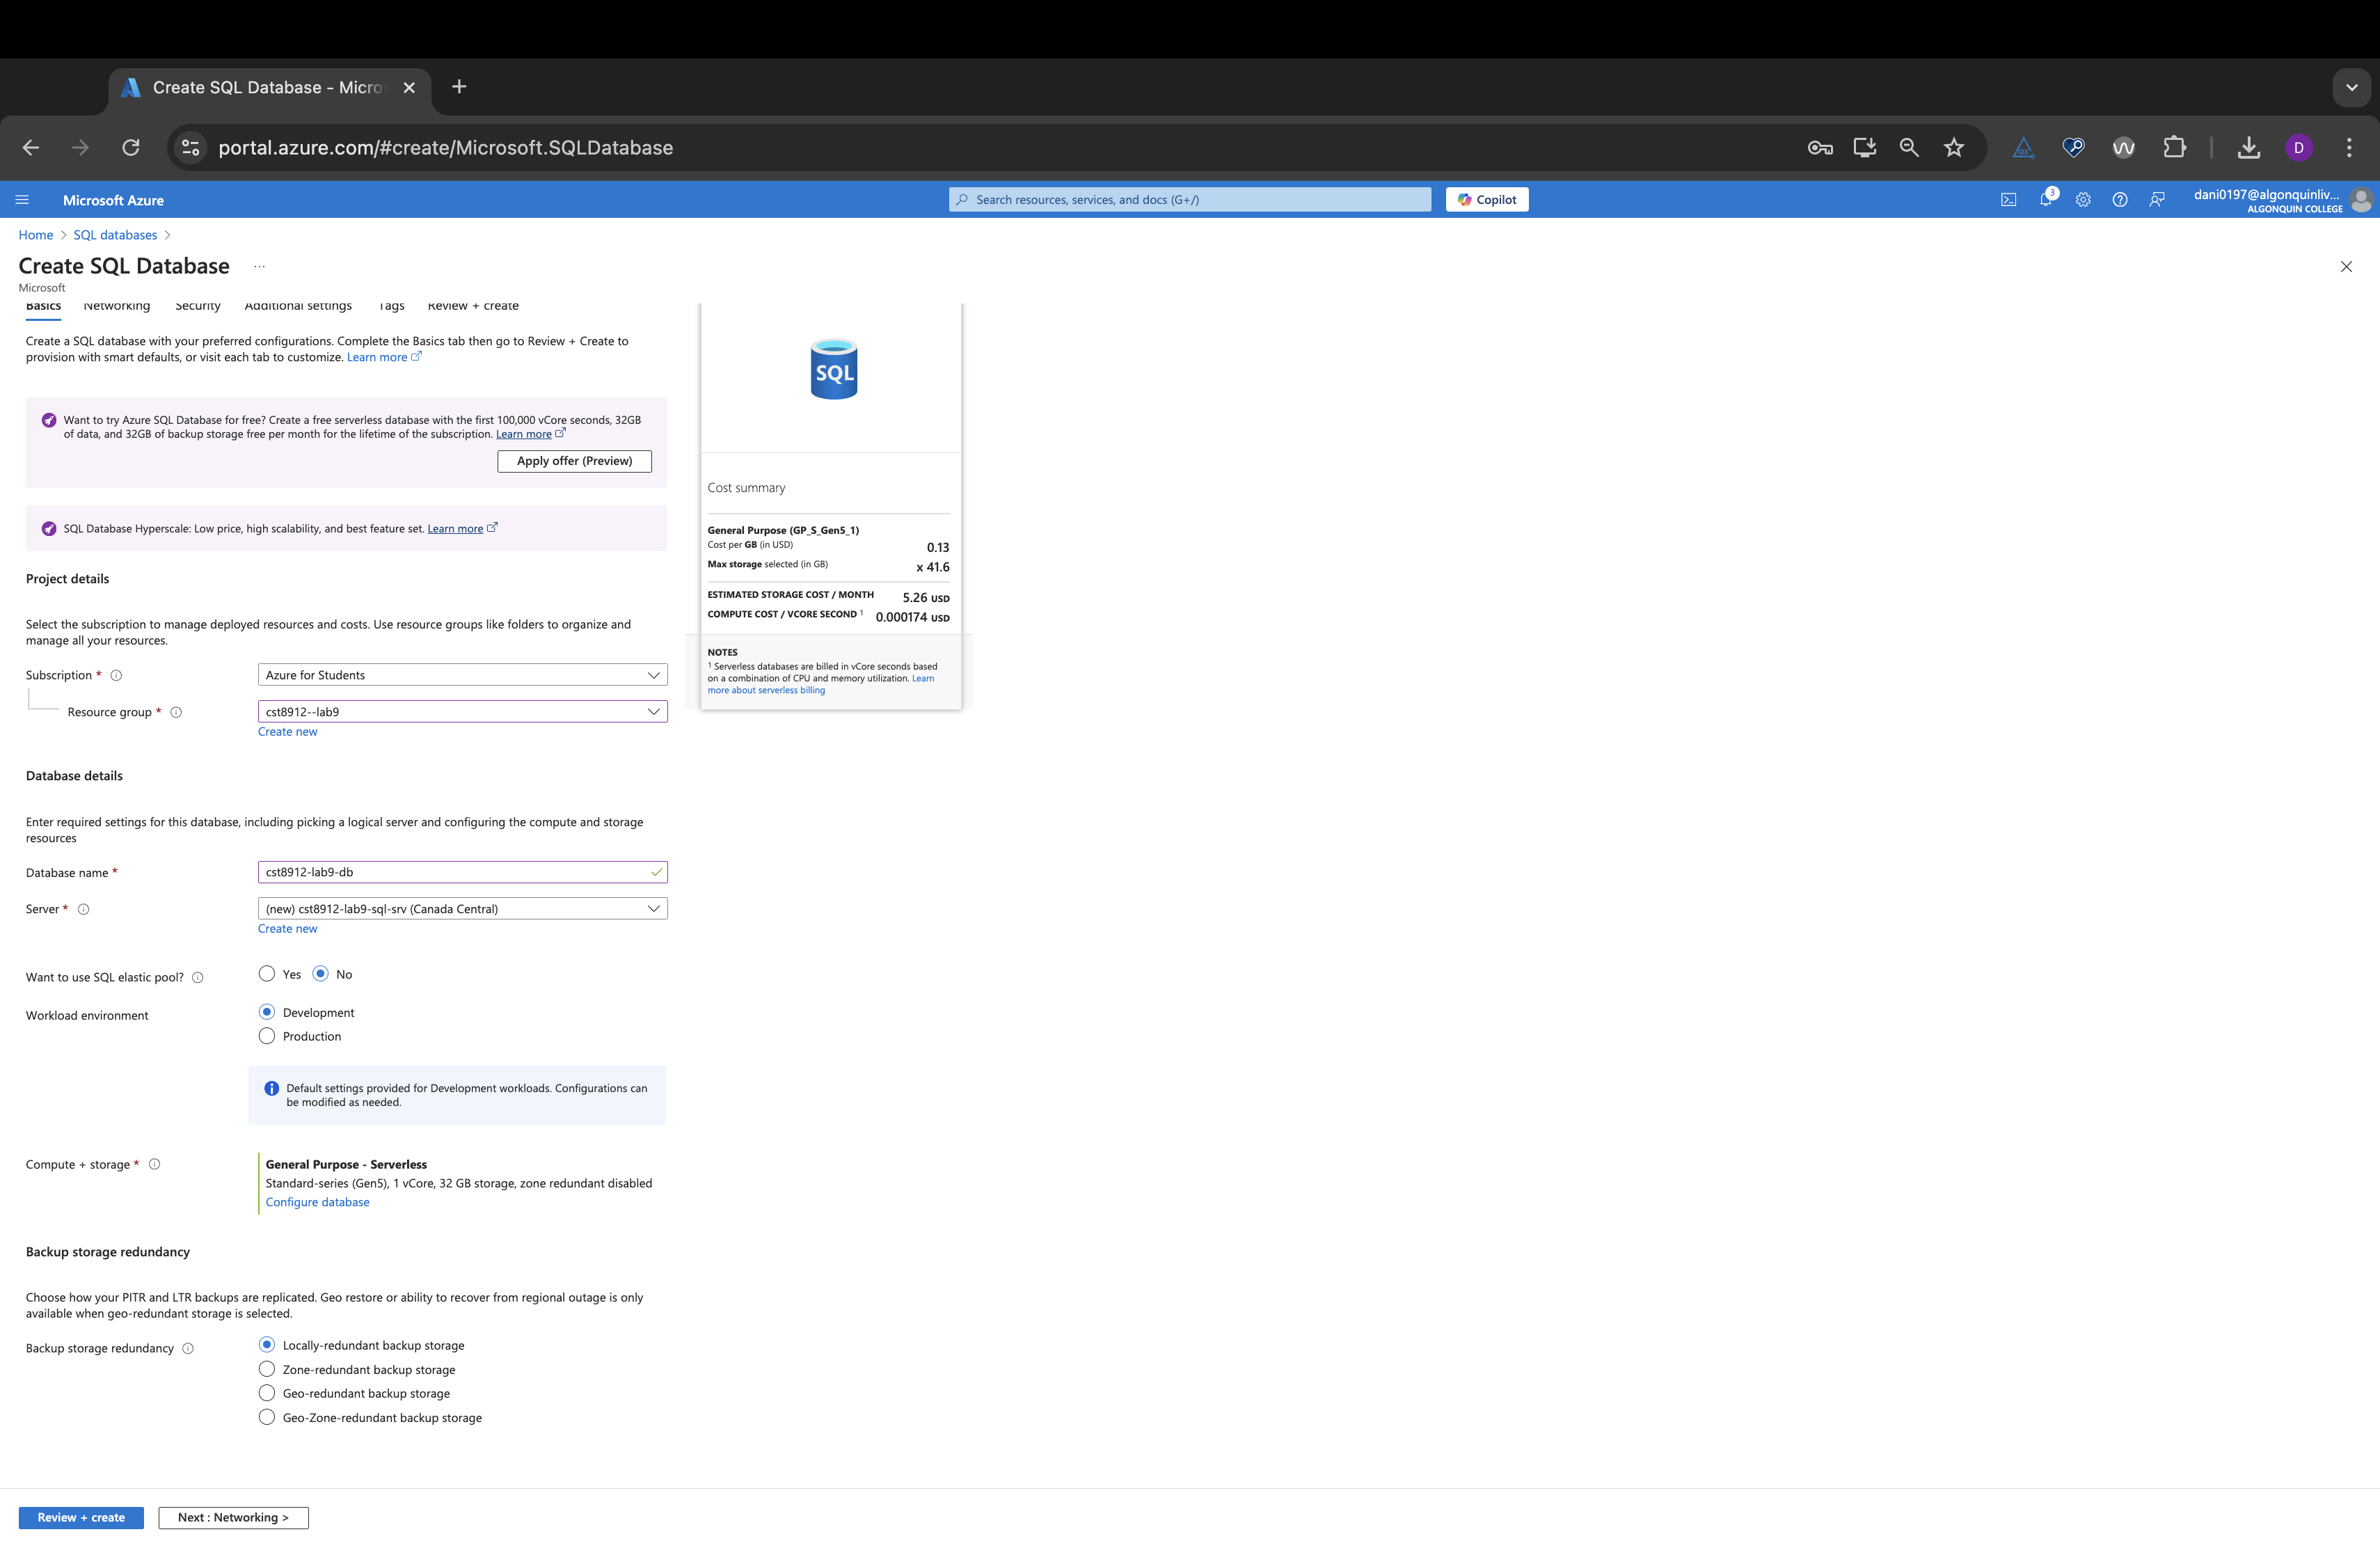 Create SQL Database - Micro
portal.azure.com/#create/Microsoft.SQLDatabase
D
Microsoft Azure
Search resources, services, and docs (G+/)
Copilot
3
dani0197@algonquinliv...
ALGONQUIN COLLEGE
Home > SQL databases >
Create SQL Database ...
Microsoft
Basics Networking Security Additional settings Tags Review + create
Create a SQL database with your preferred configurations. Complete the Basics tab then go to Review + Create to
provision with smart defaults, or visit each tab to customize. Learn more
Want to try Azure SQL Database for free? Create a free serverless database with the first 100,000 vCore seconds, 32GB
of data, and 32GB of backup storage free per month for the lifetime of the subscription. Learn more
Apply offer (Preview)
SQL Database Hyperscale: Low price, high scalability, and best feature set. Learn more
Project details
Select the subscription to manage deployed resources and costs. Use resource groups like folders to organize and
manage all your resources.
Subscription *
Azure for Students
Resource group *
cst8912--lab9
Create new
Database details
Enter required settings for this database, including picking a logical server and configuring the compute and storage
resources
Database name *
cst8912-lab9-db
Server *
(new) cst8912-lab9-sql-srv (Canada Central)
Create new
Want to use SQL elastic pool?
Yes No
Workload environment
Development
Production
Default settings provided for Development workloads. Configurations can
be modified as needed.
Compute + storage *
General Purpose - Serverless
Standard-series (Gen5), 1 vCore, 32 GB storage, zone redundant disabled
Configure database
Backup storage redundancy
Choose how your PITR and LTR backups are replicated. Geo restore or ability to recover from regional outage is only
available when geo-redundant storage is selected.
Backup storage redundancy
Locally-redundant backup storage
Zone-redundant backup storage
Geo-redundant backup storage
Geo-Zone-redundant backup storage
SQL
Cost summary
General Purpose (GP_S_Gen5_1)
Cost per GB (in USD) 0.13
Max storage selected (in GB) x 41.6
ESTIMATED STORAGE COST / MONTH 5.26 USD
COMPUTE COST / VCORE SECOND 1 0.000174 USD
NOTES
1 Serverless databases are billed in vCore seconds based
on a combination of CPU and memory utilization. Learn
more about serverless billing
Review + create
Next : Networking >